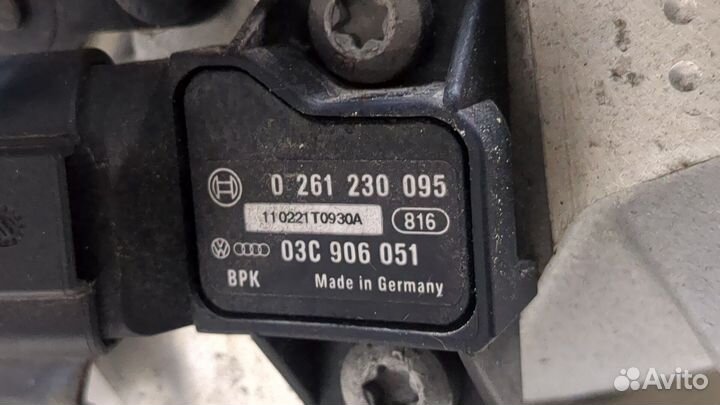 0 261 230 095
110221T0930A 816
03C 906 051
BPK Made in Germany
Avito